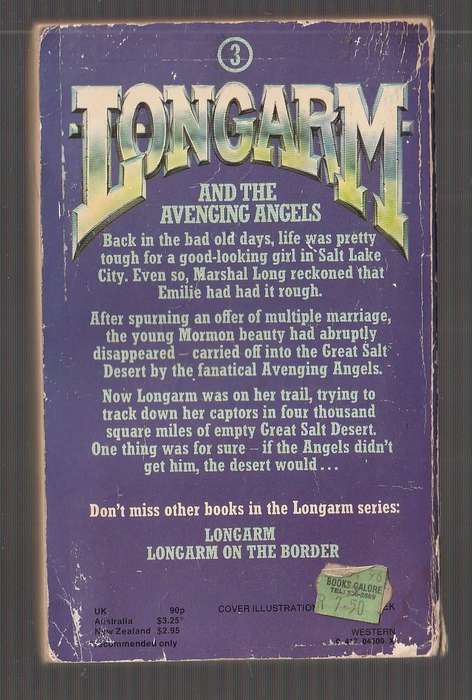 3
LONGARM
AND THE
AVENGING ANGELS
Back in the bad old days, life was pretty
tough for a good-looking girl in Salt Lake
City. Even so, Marshal Long reckoned that
Emilie had had it rough.
After spurning an offer of multiple marriage,
the young Mormon beauty had abruptly
disappeared – carried off into the Great Salt
Desert by the fanatical Avenging Angels.
Now Longarm was on her trail, trying to
track down her captors in four thousand
square miles of empty Great Salt Desert.
One thing was for sure – if the Angels didn't
get him, the desert would...
Don't miss other books in the Longarm series:
LONGARM
LONGARM ON THE BORDER
BOOKS GALORE
R 7.50
UK 90p
COVER ILLUSTRATION
Australia $3.25*
New Zealand $2.95
WESTERN
recommended only